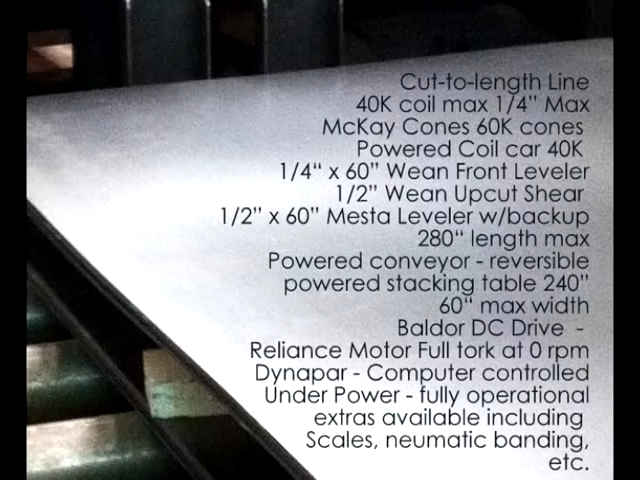 Cut-to-length Line
40K coil max 1/4" Max
McKay Cones 60K cones
Powered Coil car 40K
1/4" x 60" Wean Front Leveler
1/2" Wean Upcut Shear
1/2" x 60" Mesta Leveler w/backup
280" length max
Powered conveyor - reversible
powered stacking table 240"
60" max width
Baldor DC Drive -
Reliance Motor Full tork at 0 rpm
Dynapar - Computer controlled
Under Power - fully operational
extras available including
Scales, neumatic banding,
etc.